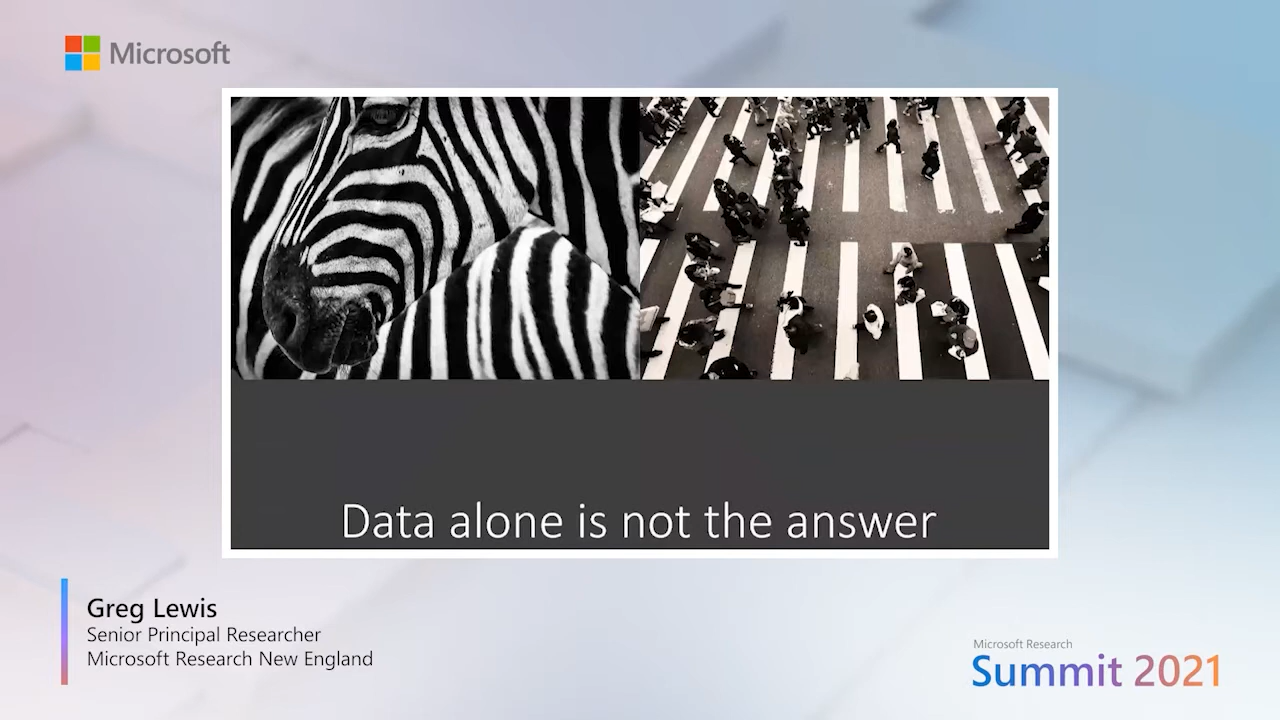 Microsoft
Data alone is not the answer
Greg Lewis
Senior Principal Researcher
Microsoft Research New England
Microsoft Research
Summit 2021